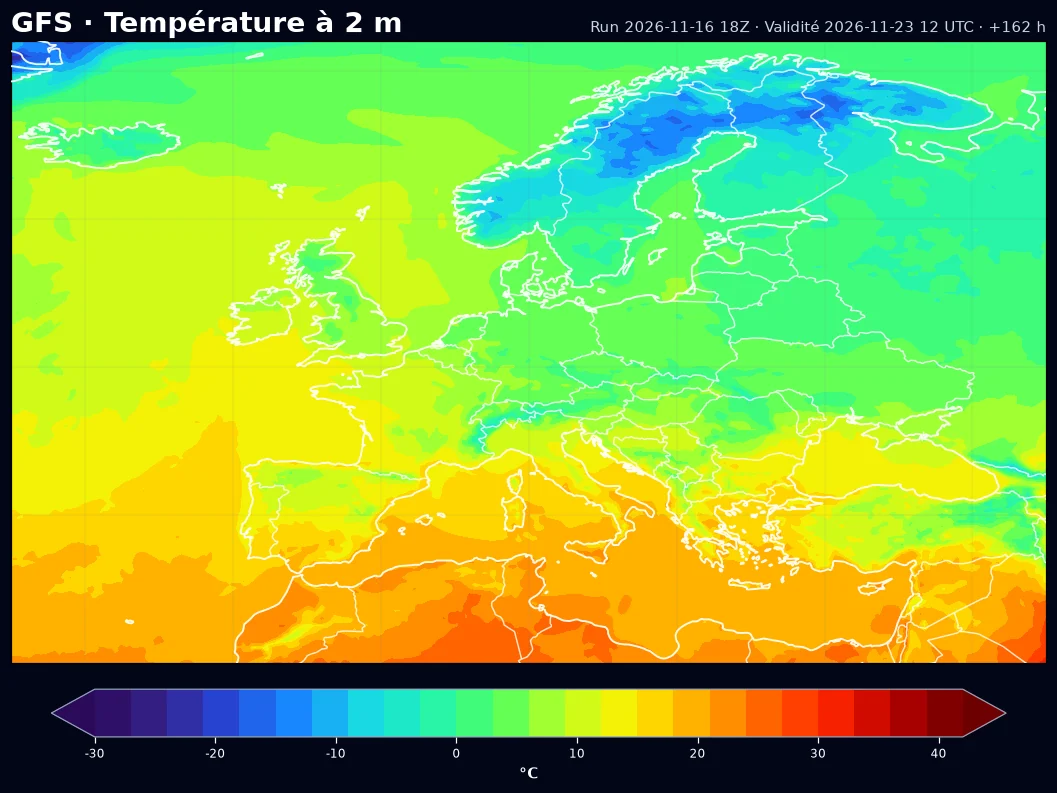 GFS · Température à 2 m
Run 2026-11-16 18Z · Validité 2026-11-23 12 UTC · +162 h
-30 -20 -10 0 10 20 30 40
°C